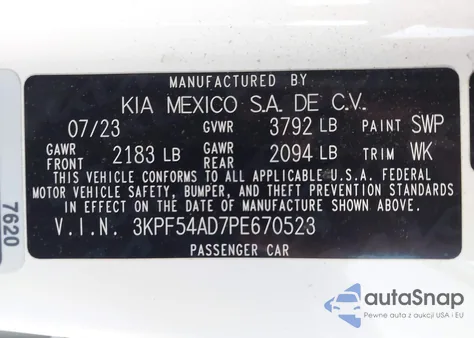 MANUFACTURED BY
KIA MEXICO S.A. DE C.V.
07/23 GVWR 3792 LB PAINT SWP
GAWR FRONT 2183 LB GAWR REAR 2094 LB TRIM WK
THIS VEHICLE CONFORMS TO ALL APPLICABLE U.S.A. FEDERAL
MOTOR VEHICLE SAFETY, BUMPER, AND THEFT PREVENTION STANDARDS
IN EFFECT ON THE DATE OF MANUFACTURE SHOWN ABOVE.
V.I.N. 3KPF54AD7PE670523
PASSENGER CAR
7620
autaSnap
Pewne auta z aukcji USA i EU